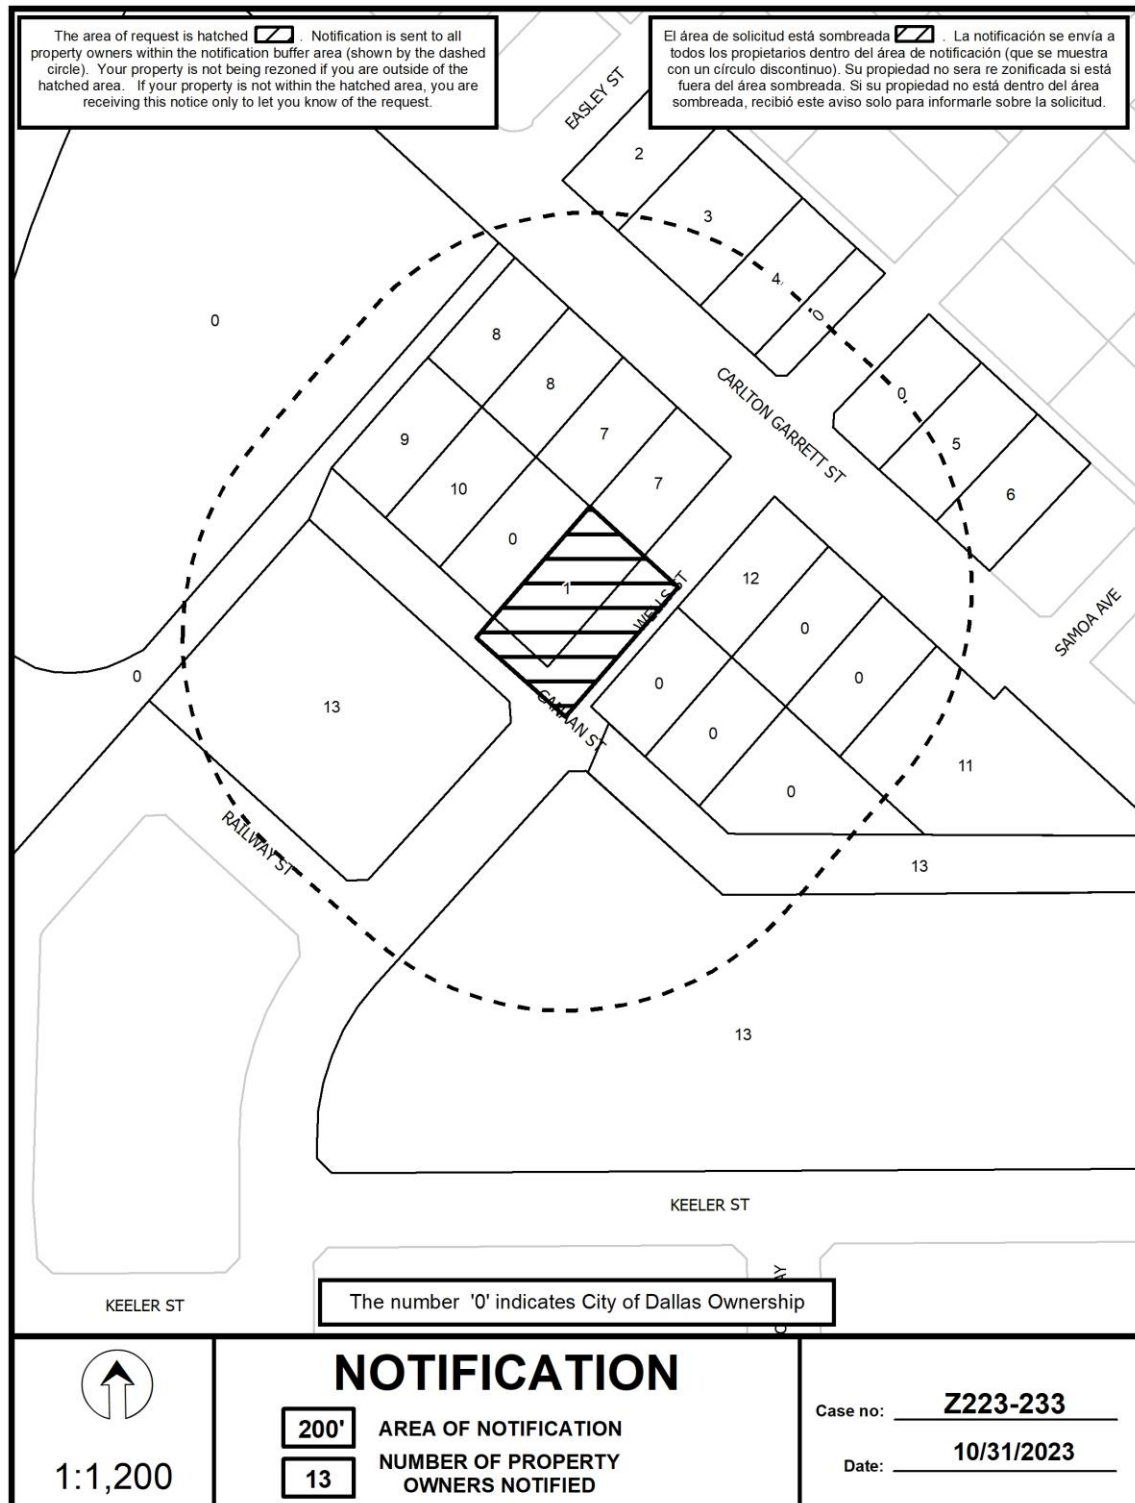 The area of request is hatched . Notification is sent to all
property owners within the notification buffer area (shown by the dashed
circle). Your property is not being rezoned if you are outside of the
hatched area. If your property is not within the hatched area, you are
receiving this notice only to let you know of the request.
El área de solicitud está sombreada . La notificación se envía a
todos los propietarios dentro del área de notificación (que se muestra
con un círculo discontinuo). Su propiedad no sera re zonificada si está
fuera del área sombreada. Si su propiedad no está dentro del área
sombreada, recibió este aviso solo para informarle sobre la solicitud.
EASLEY ST
2
3
4
0
0
8
8
7
7
CARLTON GARRETT ST
0
5
6
9
10
0
1
WELLS ST
12
0
0
0
0
0
SAMOA AVE
11
0
13
CANAAN ST
RAILWAY ST
13
13
KEELER ST
KEELER ST
The number '0' indicates City of Dallas Ownership
1:1,200
NOTIFICATION
200' AREA OF NOTIFICATION
13 NUMBER OF PROPERTY
OWNERS NOTIFIED
Case no: Z223-233
Date: 10/31/2023